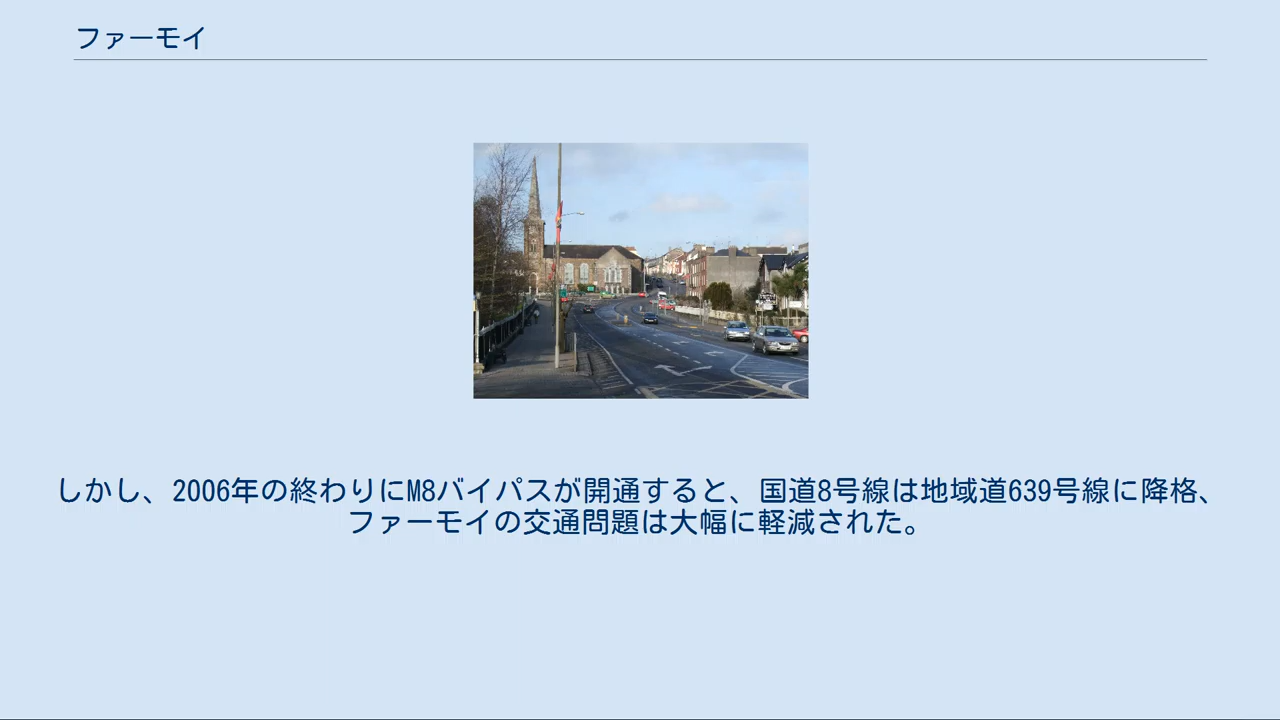 ファーモイ
しかし、2006年の終わりにM8バイパスが開通すると、国道8号線は地域道639号線に降格、
ファーモイの交通問題は大幅に軽減された。